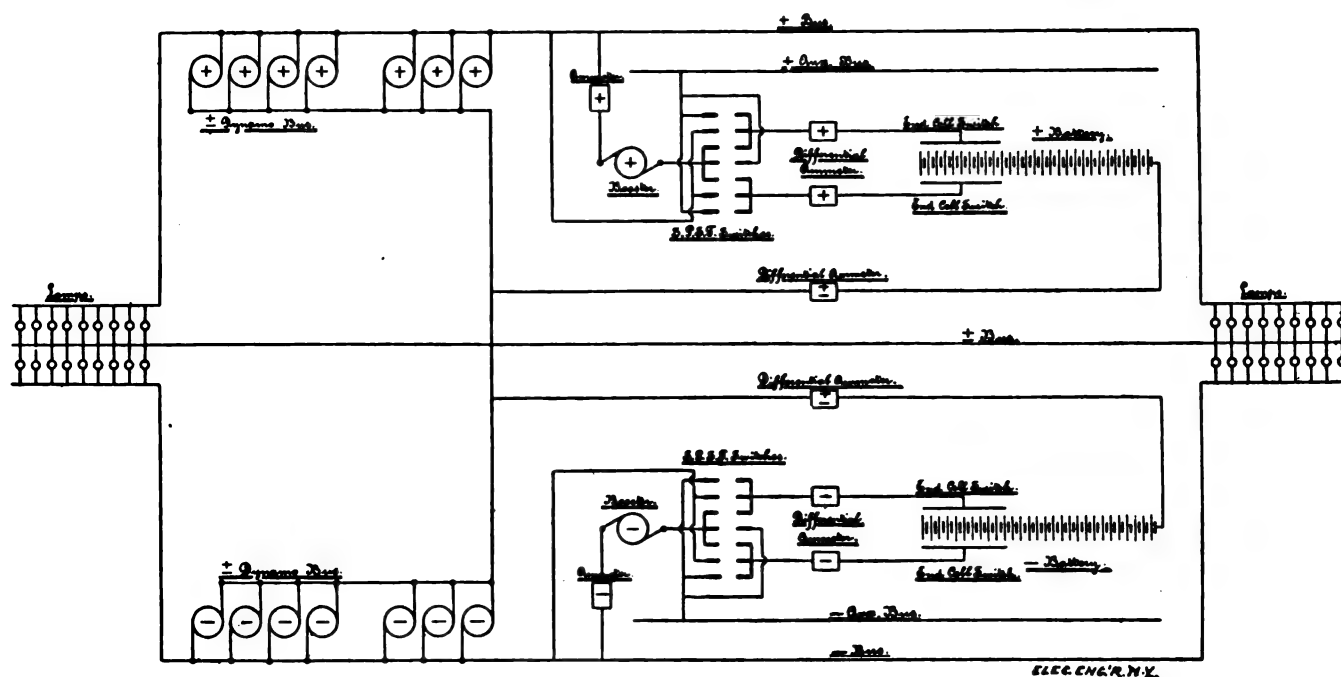 + Bus.
+ Aux. Bus.
Ammeter.
+
+ + + + + + +
± Dynamo Bus.
+
Booster.
+
+
Differential
Ammeter.
End Cell Switch
+ Battery.
End Cell Switch
S.P.S.T. Switches.
Differential Ammeter.
±
Lamps.
Lamps.
± Bus.
Differential Ammeter.
±
S.P.S.T. Switches.
Booster.
−
−
−
Differential
Ammeter.
End Cell Switch.
End Cell Switch.
− Battery.
± Dynamo Bus.
Ammeter.
−
− − − − − − −
− Aux. Bus.
− Bus.
ELEC. ENG'R. N.Y.